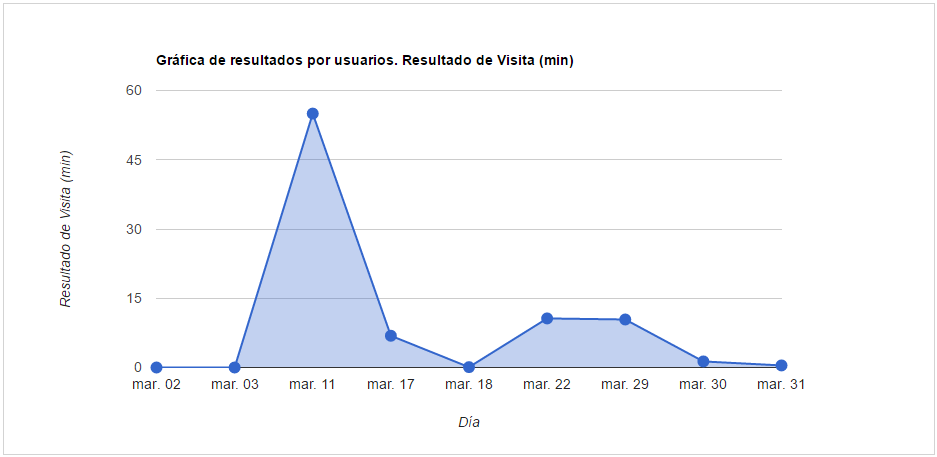 Gráfica de resultados por usuarios. Resultado de Visita (min)
60
45
30
15
0
Resultado de Visita (min)
mar. 02 mar. 03 mar. 11 mar. 17 mar. 18 mar. 22 mar. 29 mar. 30 mar. 31
Día